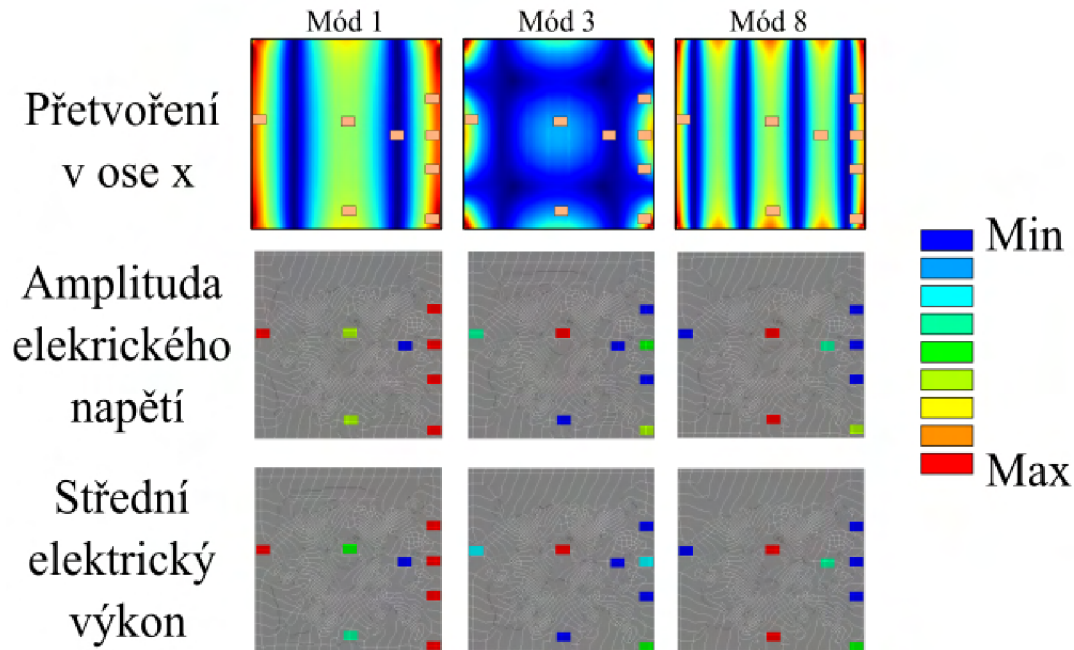 Mód 1 Mód 3 Mód 8
Přetvoření
v ose x
Amplituda
elekrického
napětí
Min
Max
Střední
elektrický
výkon